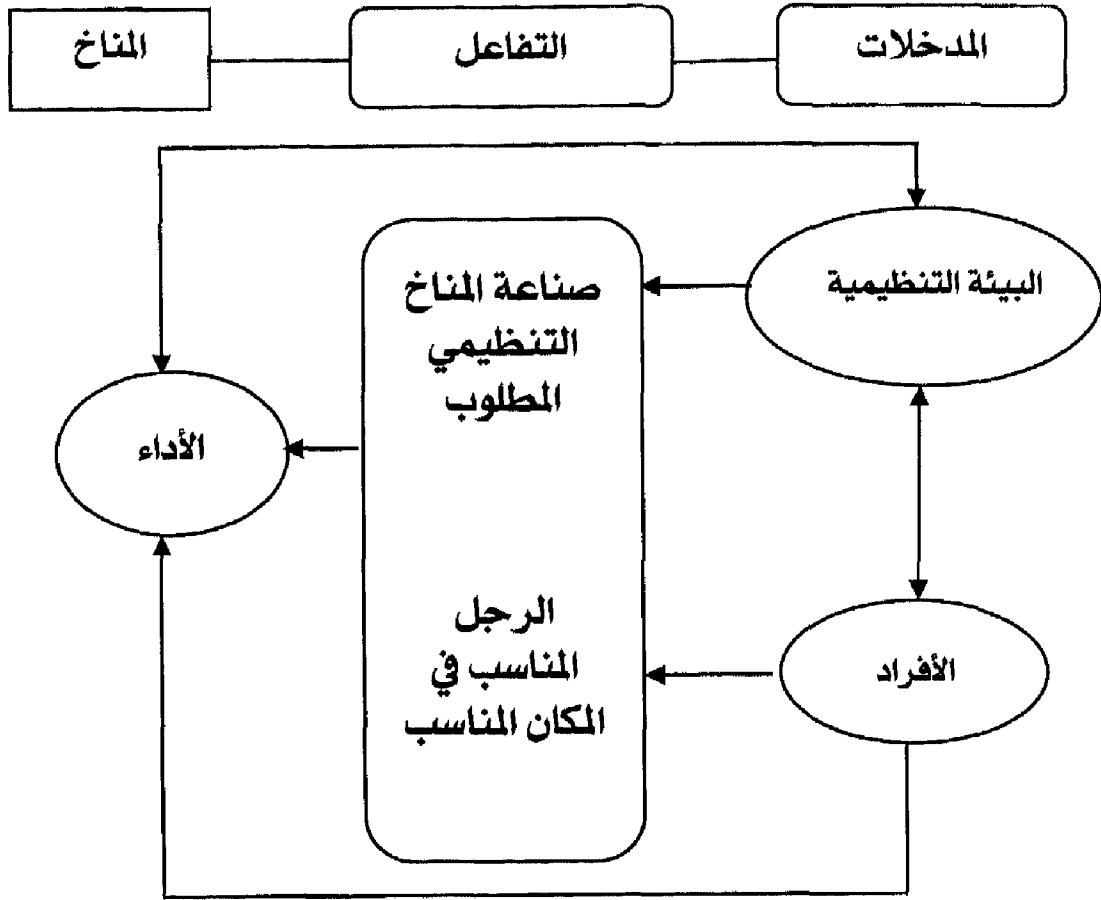 المدخلات
التفاعل
المناخ
البيئة التنظيمية
صناعة المناخ
التنظيمي
المطلوب
الأداء
الرجل
المناسب في
المكان المناسب
الأفراد